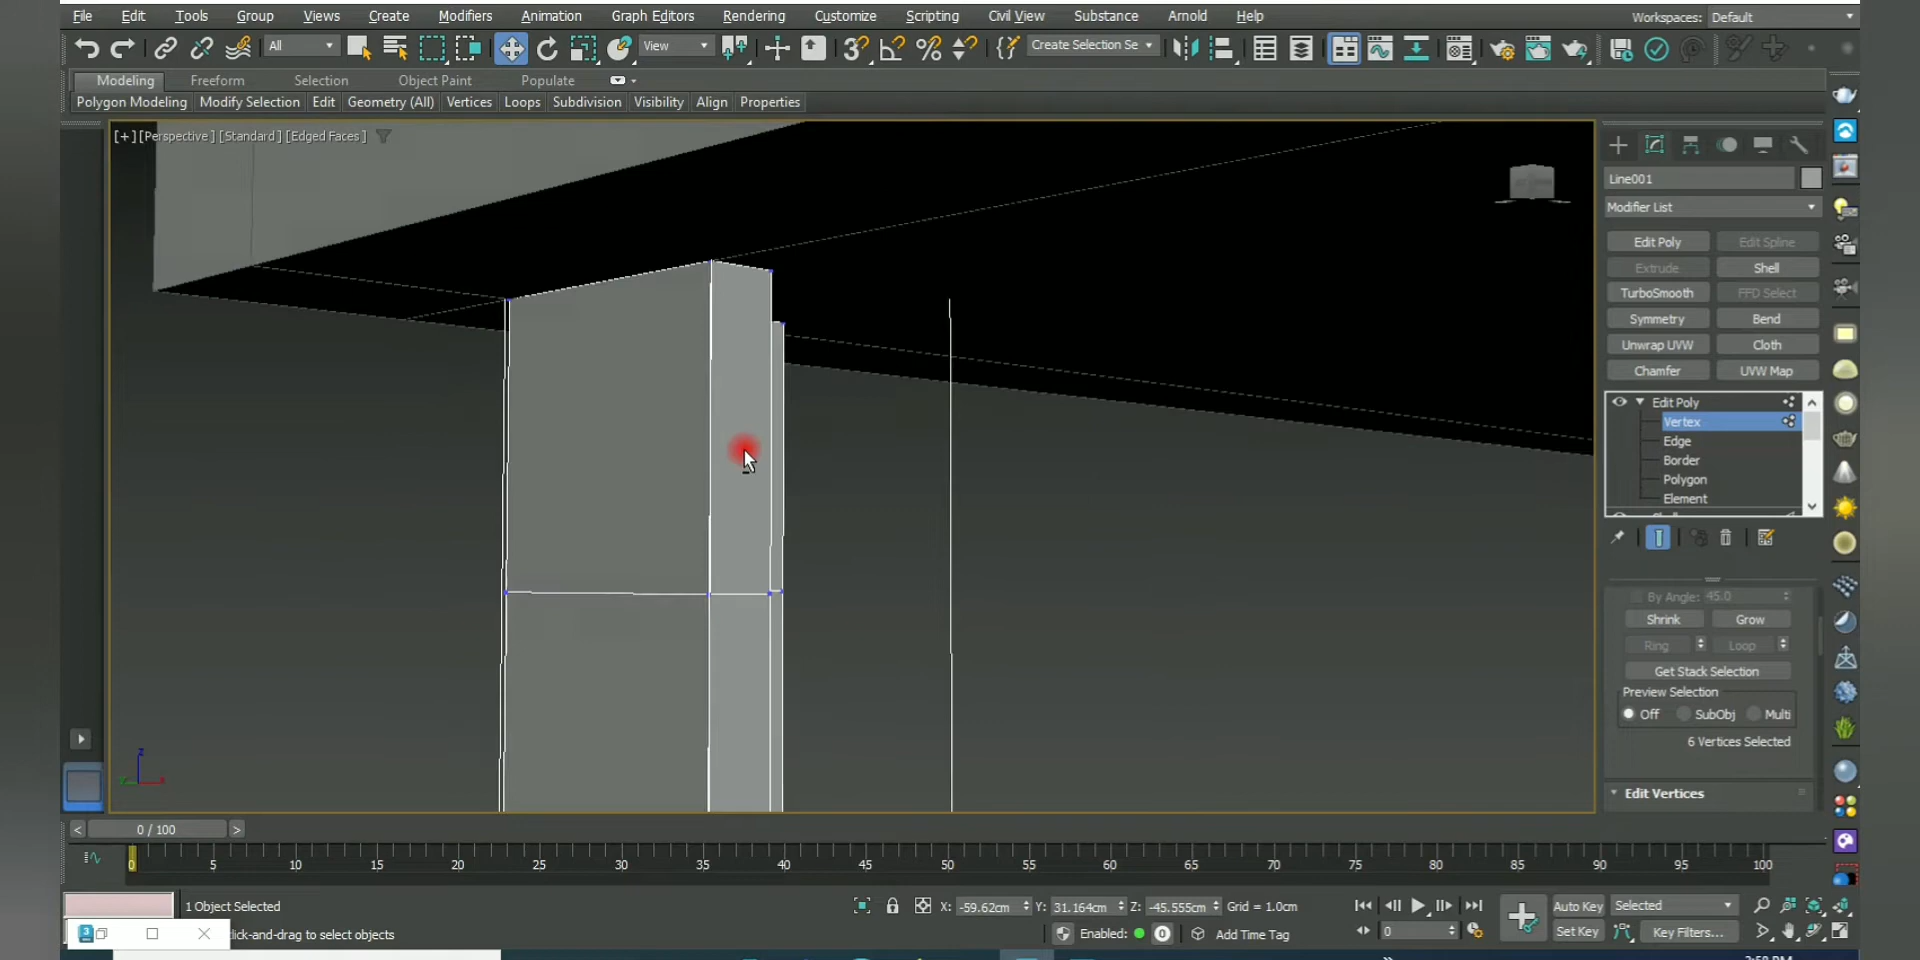 File Edit Tools Group Views Create Modifiers Animation Graph Editors Rendering Customize Scripting Civil View Substance Arnold Help Workspaces: Default
All View Create Selection Se
Modeling Freeform Selection Object Paint Populate
Polygon Modeling Modify Selection Edit Geometry (All) Vertices Loops Subdivision Visibility Align Properties
[+] [Perspective] [Standard] [Edged Faces]
Line001
Modifier List
Edit Poly Edit Spline
Extrude Shell
TurboSmooth FFD Select
Symmetry Bend
Unwrap UVW Cloth
Chamfer UVW Map
Edit Poly
Vertex
Edge
Border
Polygon
Element
By Angle: 45.0
Shrink Grow
Ring Loop
Get Stack Selection
Preview Selection
Off SubObj Multi
6 Vertices Selected
Edit Vertices
z
x
< 0 / 100 >
0 5 10 15 20 25 30 35 40 45 50 55 60 65 70 75 80 85 90 95 100
1 Object Selected X: -59.62cm Y: 31.164cm Z: -45.555cm Grid = 1.0cm Auto Key Selected
3 click-and-drag to select objects Enabled: 0 Add Time Tag 0 Set Key Key Filters...